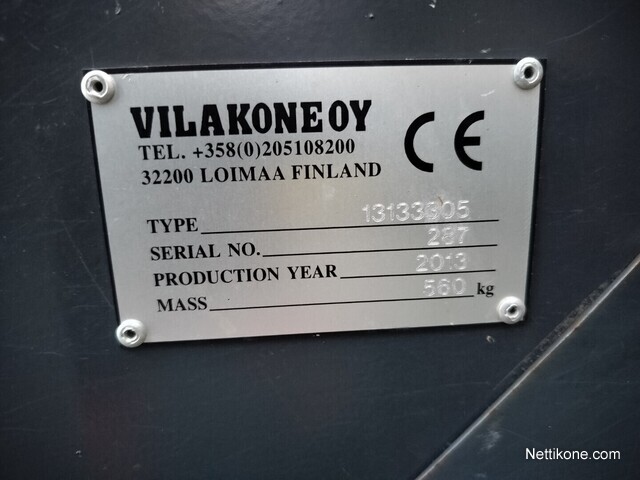 VILAKONE OY
TEL. +358(0)205108200
32200 LOIMAA FINLAND
CE
TYPE 13133905
SERIAL NO. 287
PRODUCTION YEAR 2013
MASS 560 kg
Nettikone.com